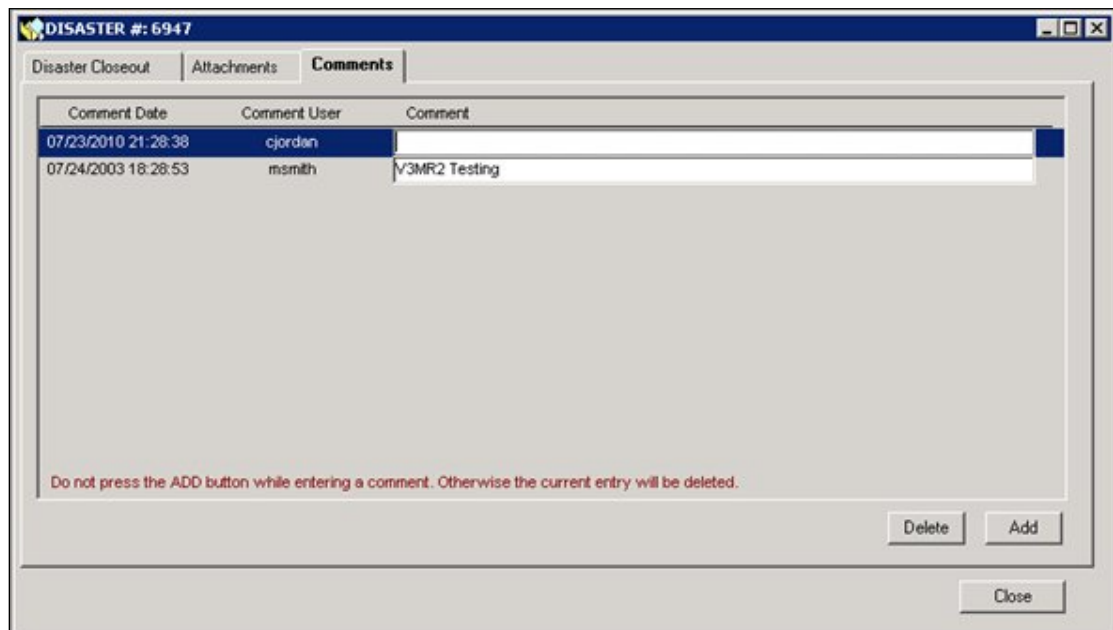 DISASTER #: 6947
Disaster Closeout Attachments Comments
Comment Date Comment User Comment
07/23/2010 21:28:38 cjordan
07/24/2003 18:28:53 msmith V3MR2 Testing
Do not press the ADD button while entering a comment. Otherwise the current entry will be deleted.
Delete Add
Close